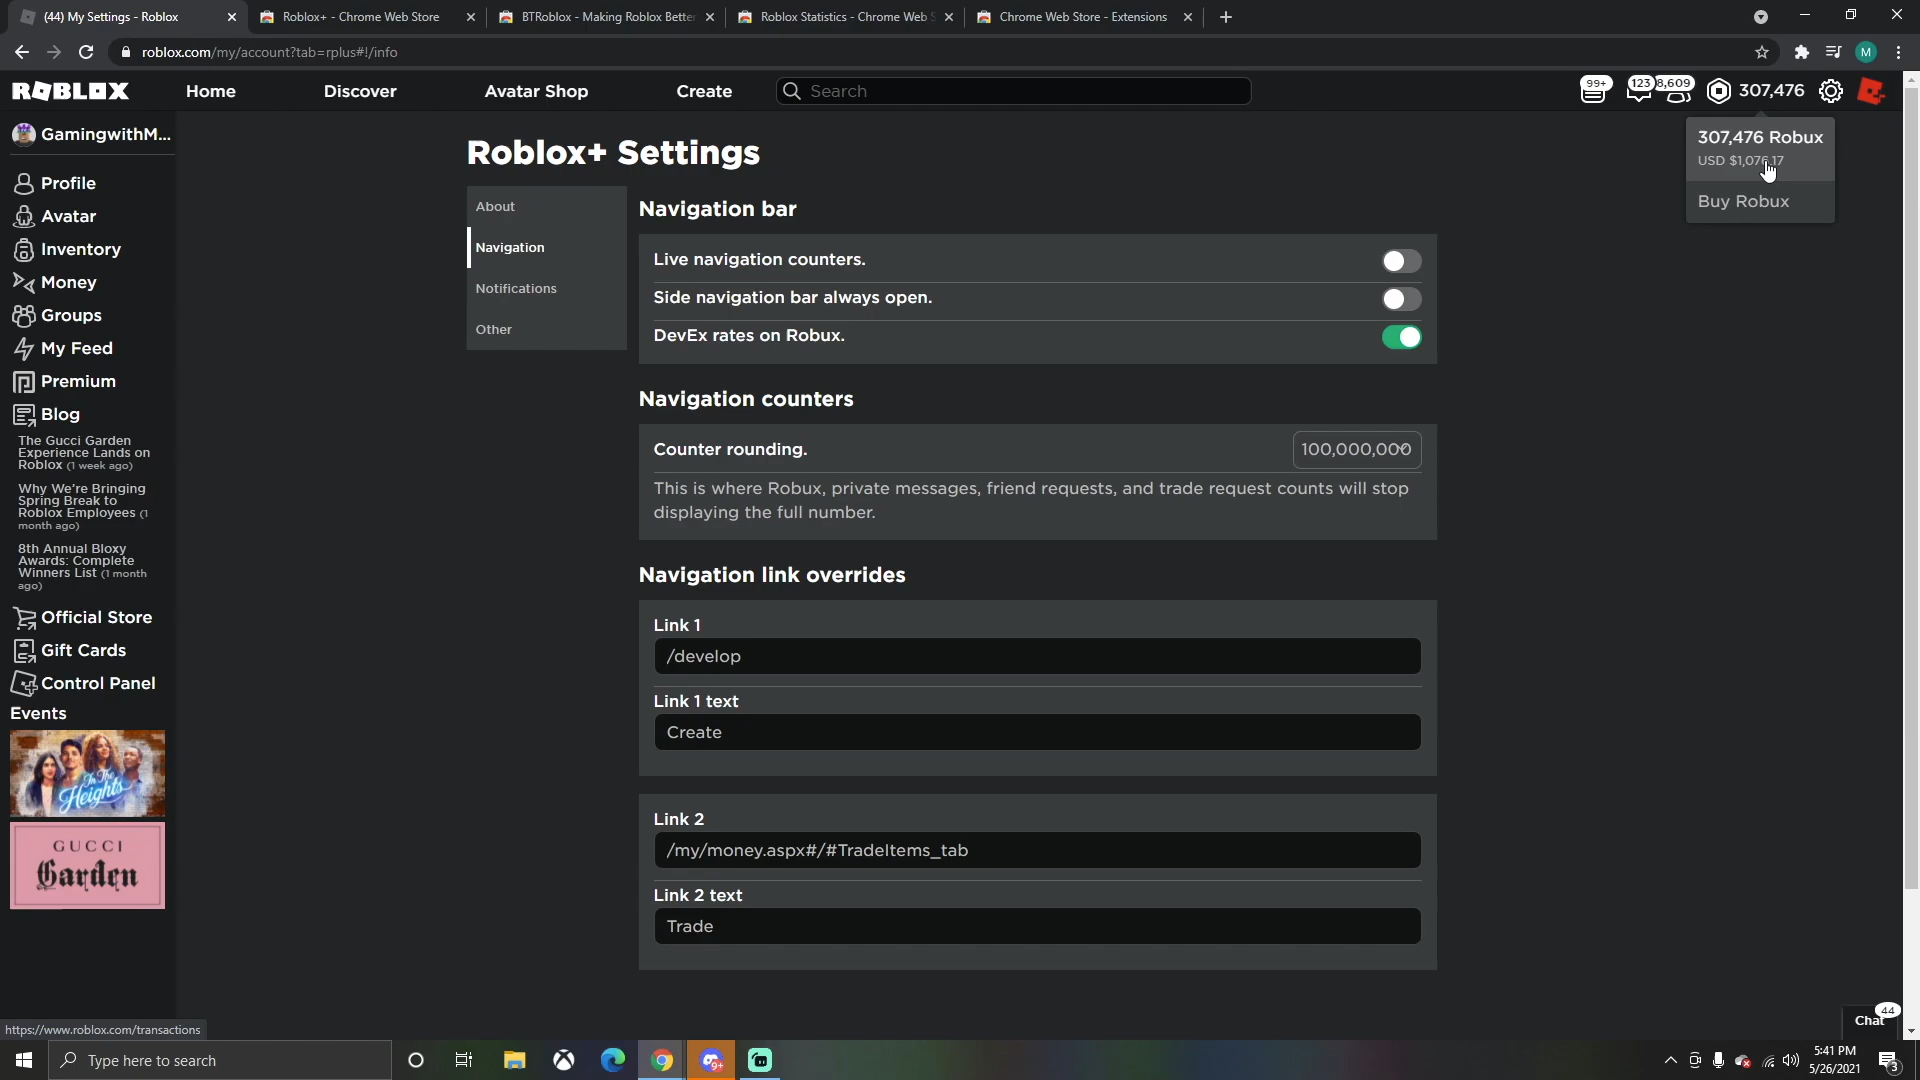 (44) My Settings - Roblox
Roblox+ - Chrome Web Store
BTRoblox - Making Roblox Better
Roblox Statistics - Chrome Web S
Chrome Web Store - Extensions
roblox.com/my/account?tab=rplus#!/info
M
ROBLOX
Home
Discover
Avatar Shop
Create
Search
99+
123
8,609
307,476
GamingwithM...
307,476 Robux
USD $1,076.17
Buy Robux
Roblox+ Settings
Profile
Avatar
Inventory
Money
Groups
My Feed
Premium
Blog
The Gucci Garden
Experience Lands on
Roblox (1 week ago)
Why We're Bringing
Spring Break to
Roblox Employees (1
month ago)
8th Annual Bloxy
Awards: Complete
Winners List (1 month
ago)
Official Store
Gift Cards
Control Panel
Events
In The
Heights
GUCCI
Garden
About
Navigation
Notifications
Other
Navigation bar
Live navigation counters.
Side navigation bar always open.
DevEx rates on Robux.
Navigation counters
Counter rounding.
100,000,000
This is where Robux, private messages, friend requests, and trade request counts will stop
displaying the full number.
Navigation link overrides
Link 1
/develop
Link 1 text
Create
Link 2
/my/money.aspx#/#TradeItems_tab
Link 2 text
Trade
https://www.roblox.com/transactions
Chat
44
Type here to search
9+
5:41 PM
5/26/2021
3